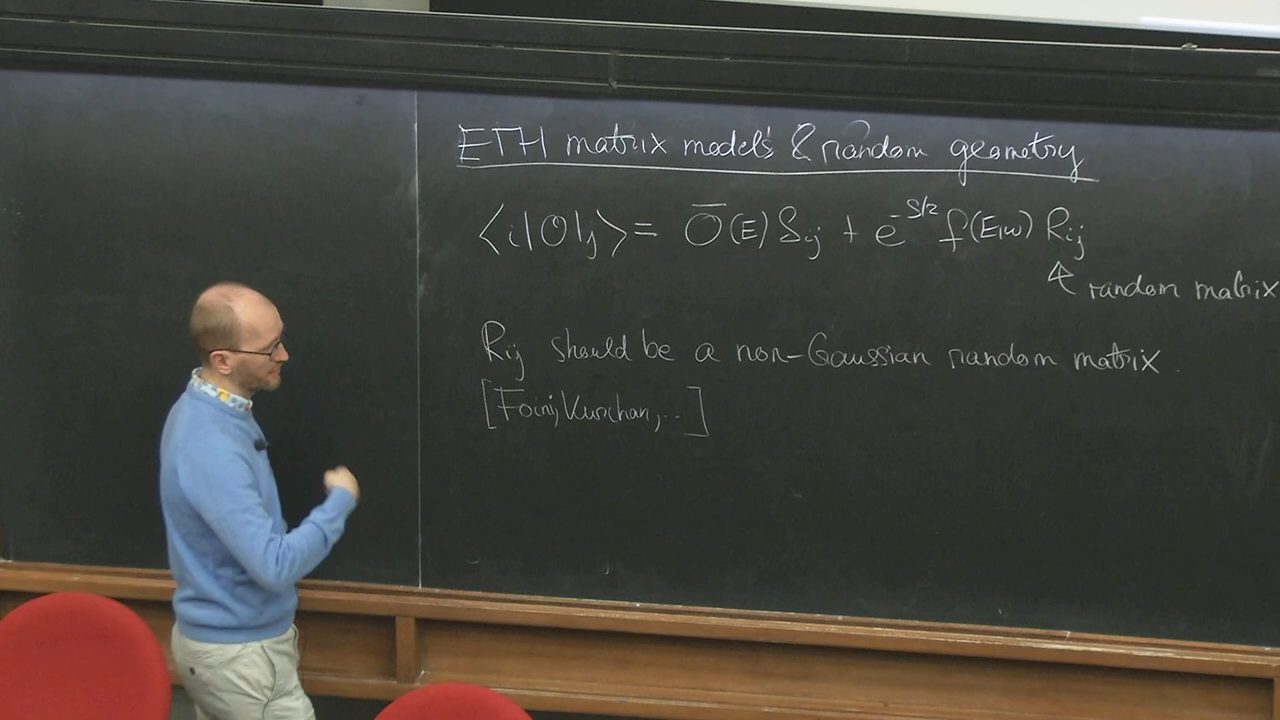 ETH matrix models & random geometry
⟨i|O|j⟩ = Ō(E) δij + e^{-S/2} f(E,ω) Rij
↖ random matrix
Rij should be a non-Gaussian random matrix.
[Foini, Kurchan, ...]